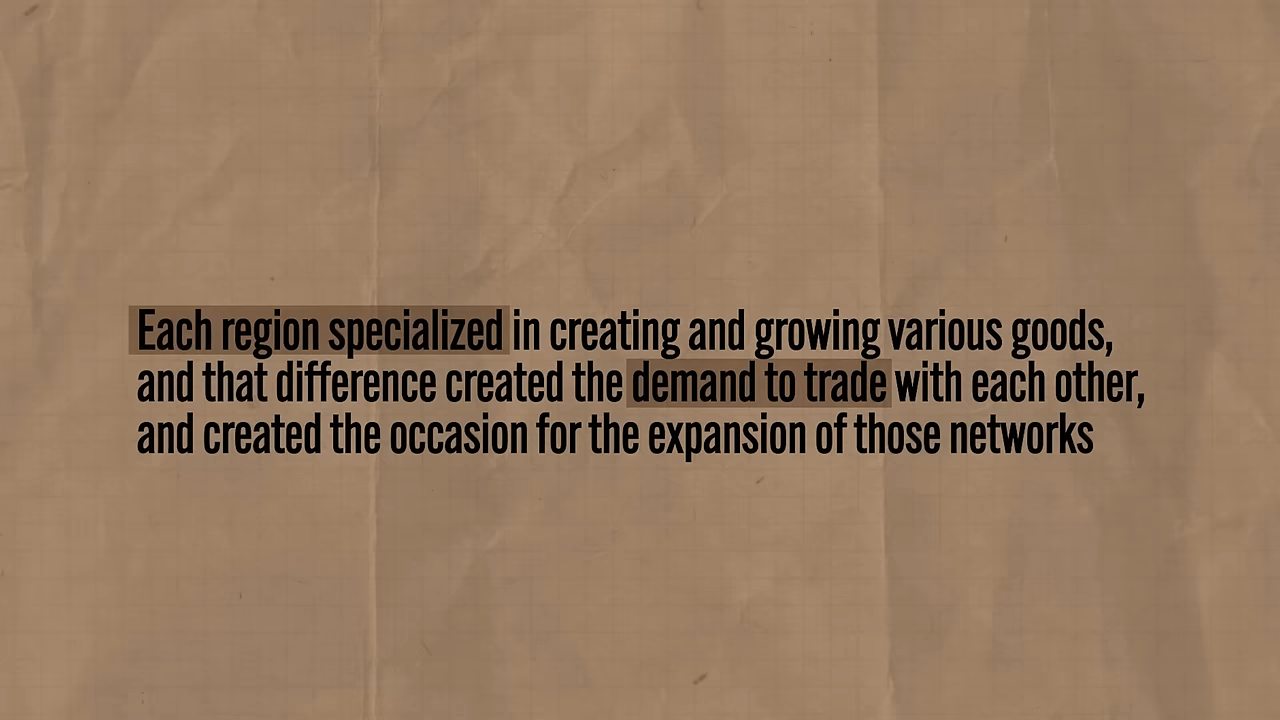 Each region specialized in creating and growing various goods,
and that difference created the demand to trade with each other,
and created the occasion for the expansion of those networks